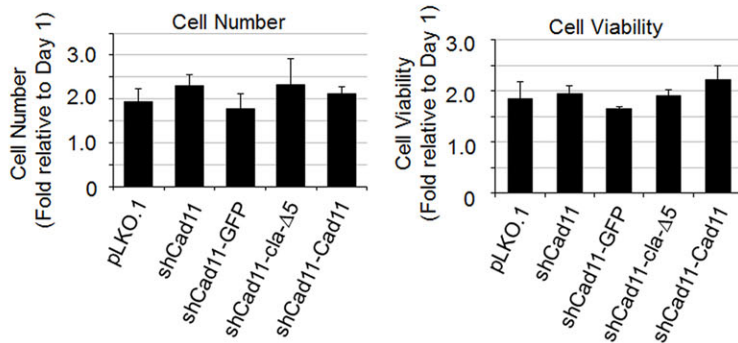 Cell Number
Cell Number
(Fold relative to Day 1)
3.0
2.0
1.0
0
pLKO.1
shCad11
shCad11-GFP
shCad11-cla-Δ5
shCad11-Cad11
Cell Viability
Cell Viability
(Fold relative to Day 1)
3.0
2.0
1.0
0
pLKO.1
shCad11
shCad11-GFP
shCad11-cla-Δ5
shCad11-Cad11